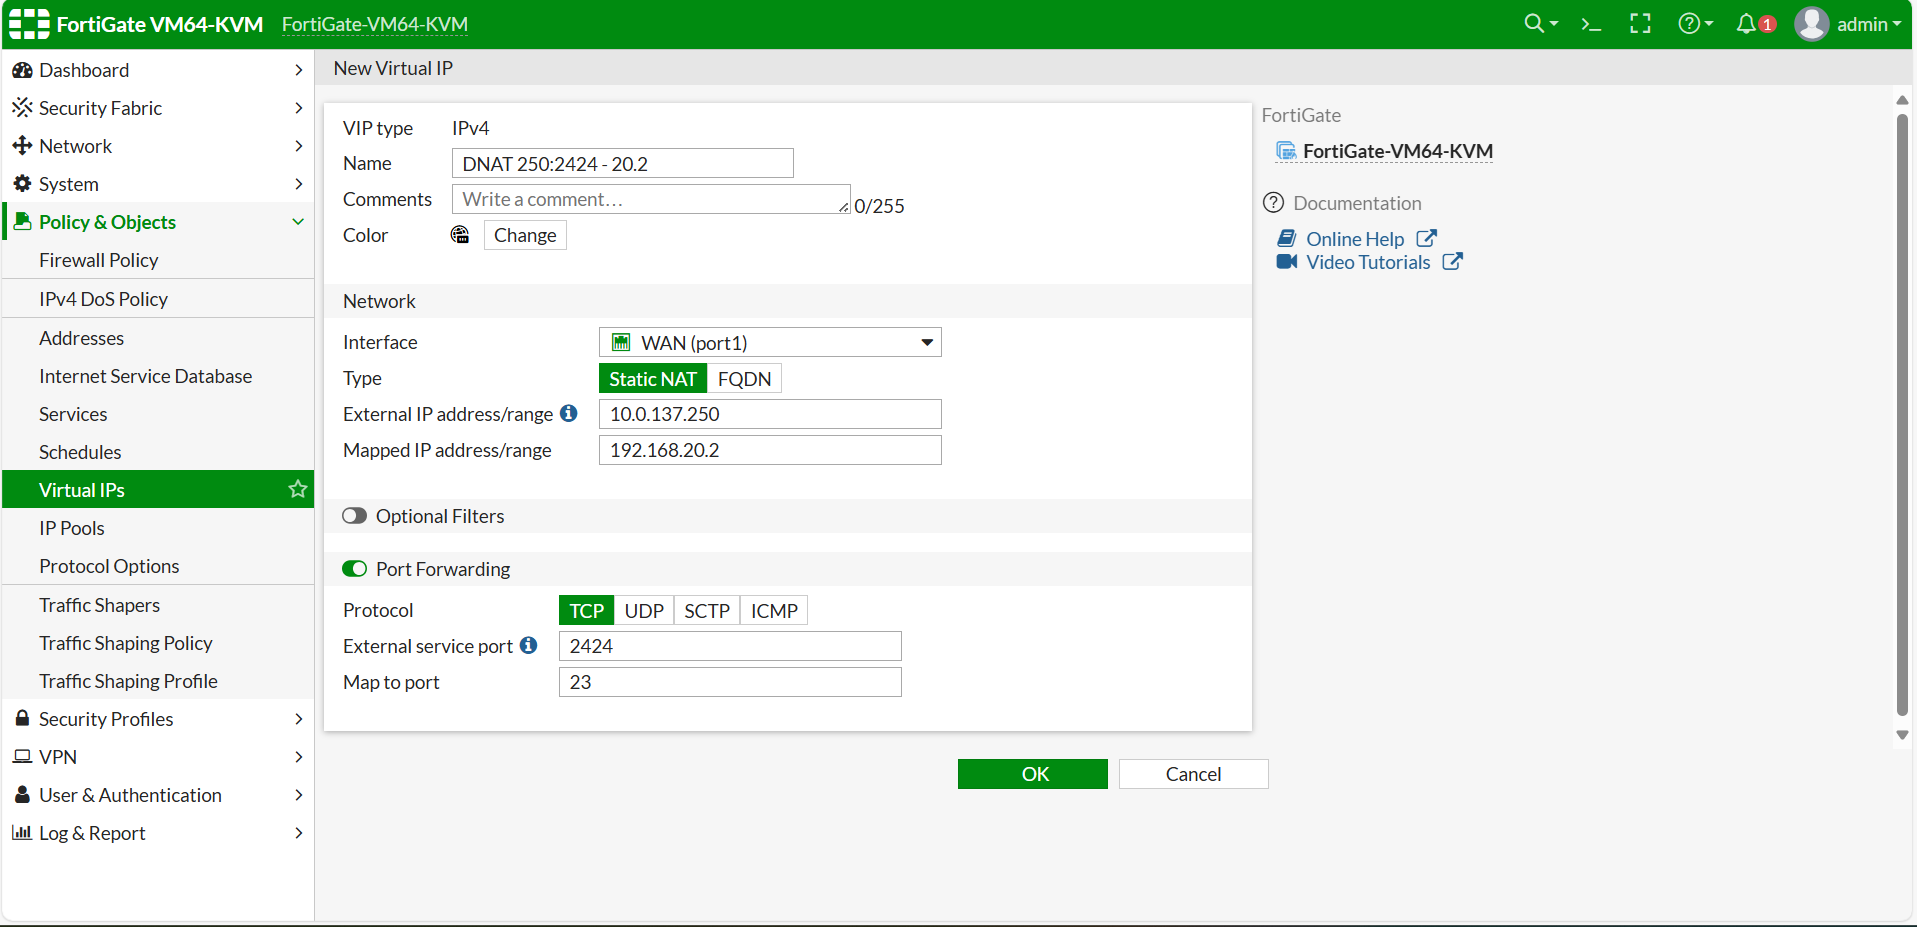 FortiGate VM64-KVM FortiGate-VM64-KVM 1 admin
Dashboard
Security Fabric
Network
System
Policy & Objects
Firewall Policy
IPv4 DoS Policy
Addresses
Internet Service Database
Services
Schedules
Virtual IPs
IP Pools
Protocol Options
Traffic Shapers
Traffic Shaping Policy
Traffic Shaping Profile
Security Profiles
VPN
User & Authentication
Log & Report
New Virtual IP
VIP type IPv4
Name DNAT 250:2424 - 20.2
Comments Write a comment... 0/255
Color Change
Network
Interface WAN (port1)
Type Static NAT FQDN
External IP address/range 10.0.137.250
Mapped IP address/range 192.168.20.2
Optional Filters
Port Forwarding
Protocol TCP UDP SCTP ICMP
External service port 2424
Map to port 23
OK Cancel
FortiGate
FortiGate-VM64-KVM
Documentation
Online Help
Video Tutorials